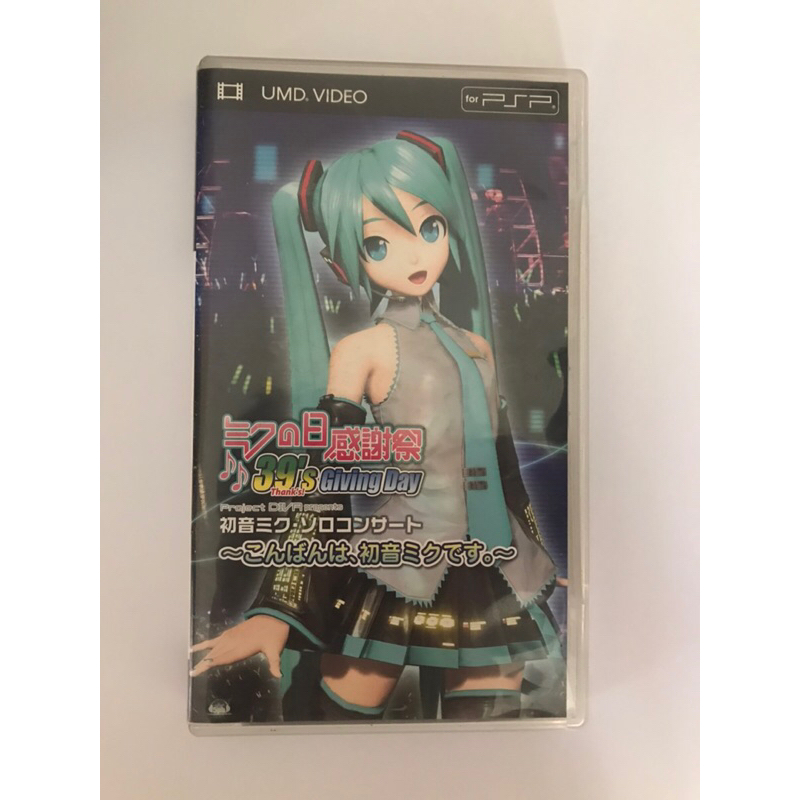 UMD. VIDEO
for PSP
ミクの日感謝祭
39's Giving Day
Thanks!
Project DIVA presents
初音ミク・ソロコンサート
～こんばんは、初音ミクです。～